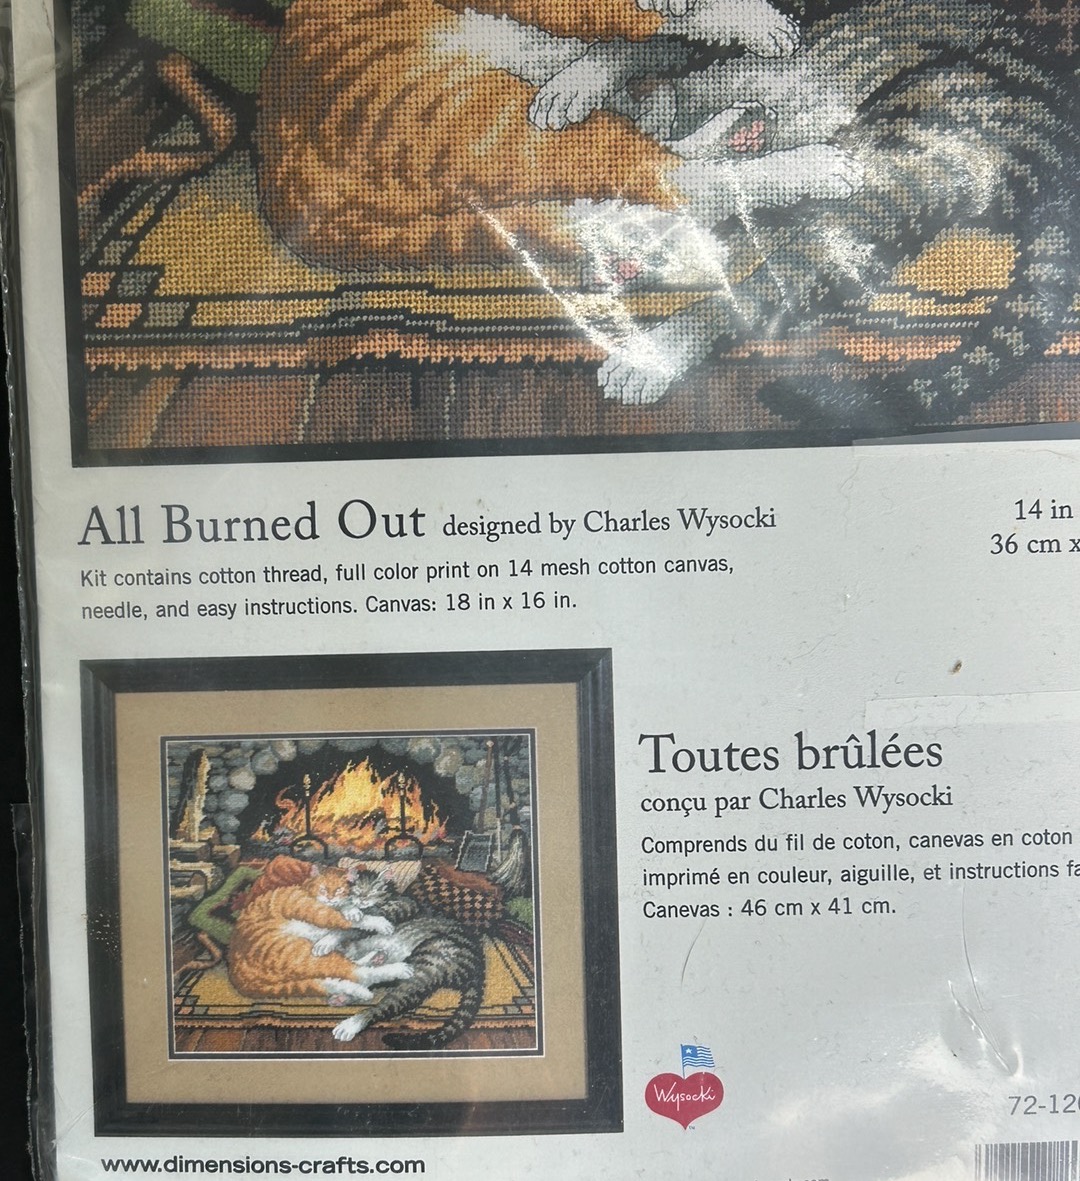 All Burned Out designed by Charles Wysocki
14 in
36 cm x
Kit contains cotton thread, full color print on 14 mesh cotton canvas,
needle, and easy instructions. Canvas: 18 in x 16 in.
Toutes brûlées
conçu par Charles Wysocki
Comprends du fil de coton, canevas en coton
imprimé en couleur, aiguille, et instructions
Canevas : 46 cm x 41 cm.
Wysocki
www.dimensions-crafts.com